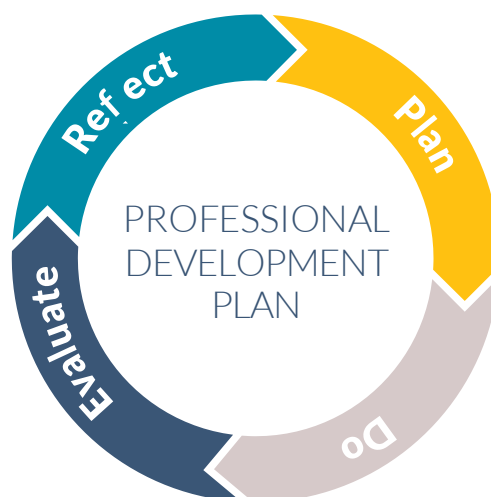 Ref ect
Plan
PROFESSIONAL
DEVELOPMENT
PLAN
Evaluate
Do